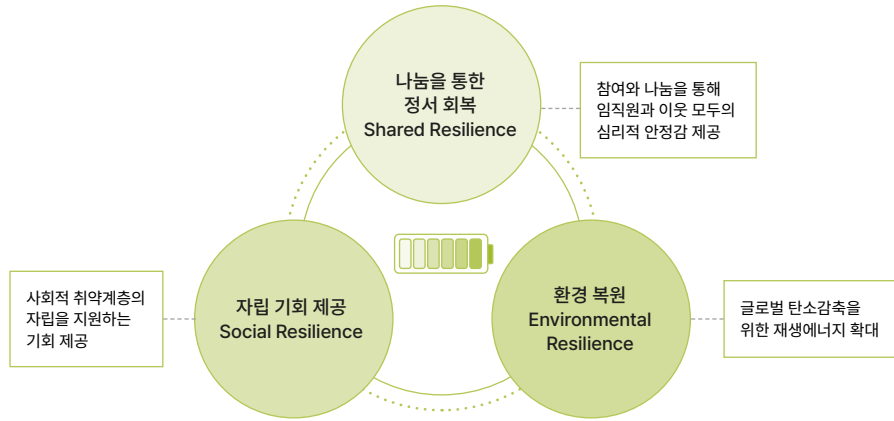 나눔을 통한
정서 회복
Shared Resilience
참여와 나눔을 통해
임직원과 이웃 모두의
심리적 안정감 제공
사회적 취약계층의
자립을 지원하는
기회 제공
자립 기회 제공
Social Resilience
환경 복원
Environmental
Resilience
글로벌 탄소감축을
위한 재생에너지 확대